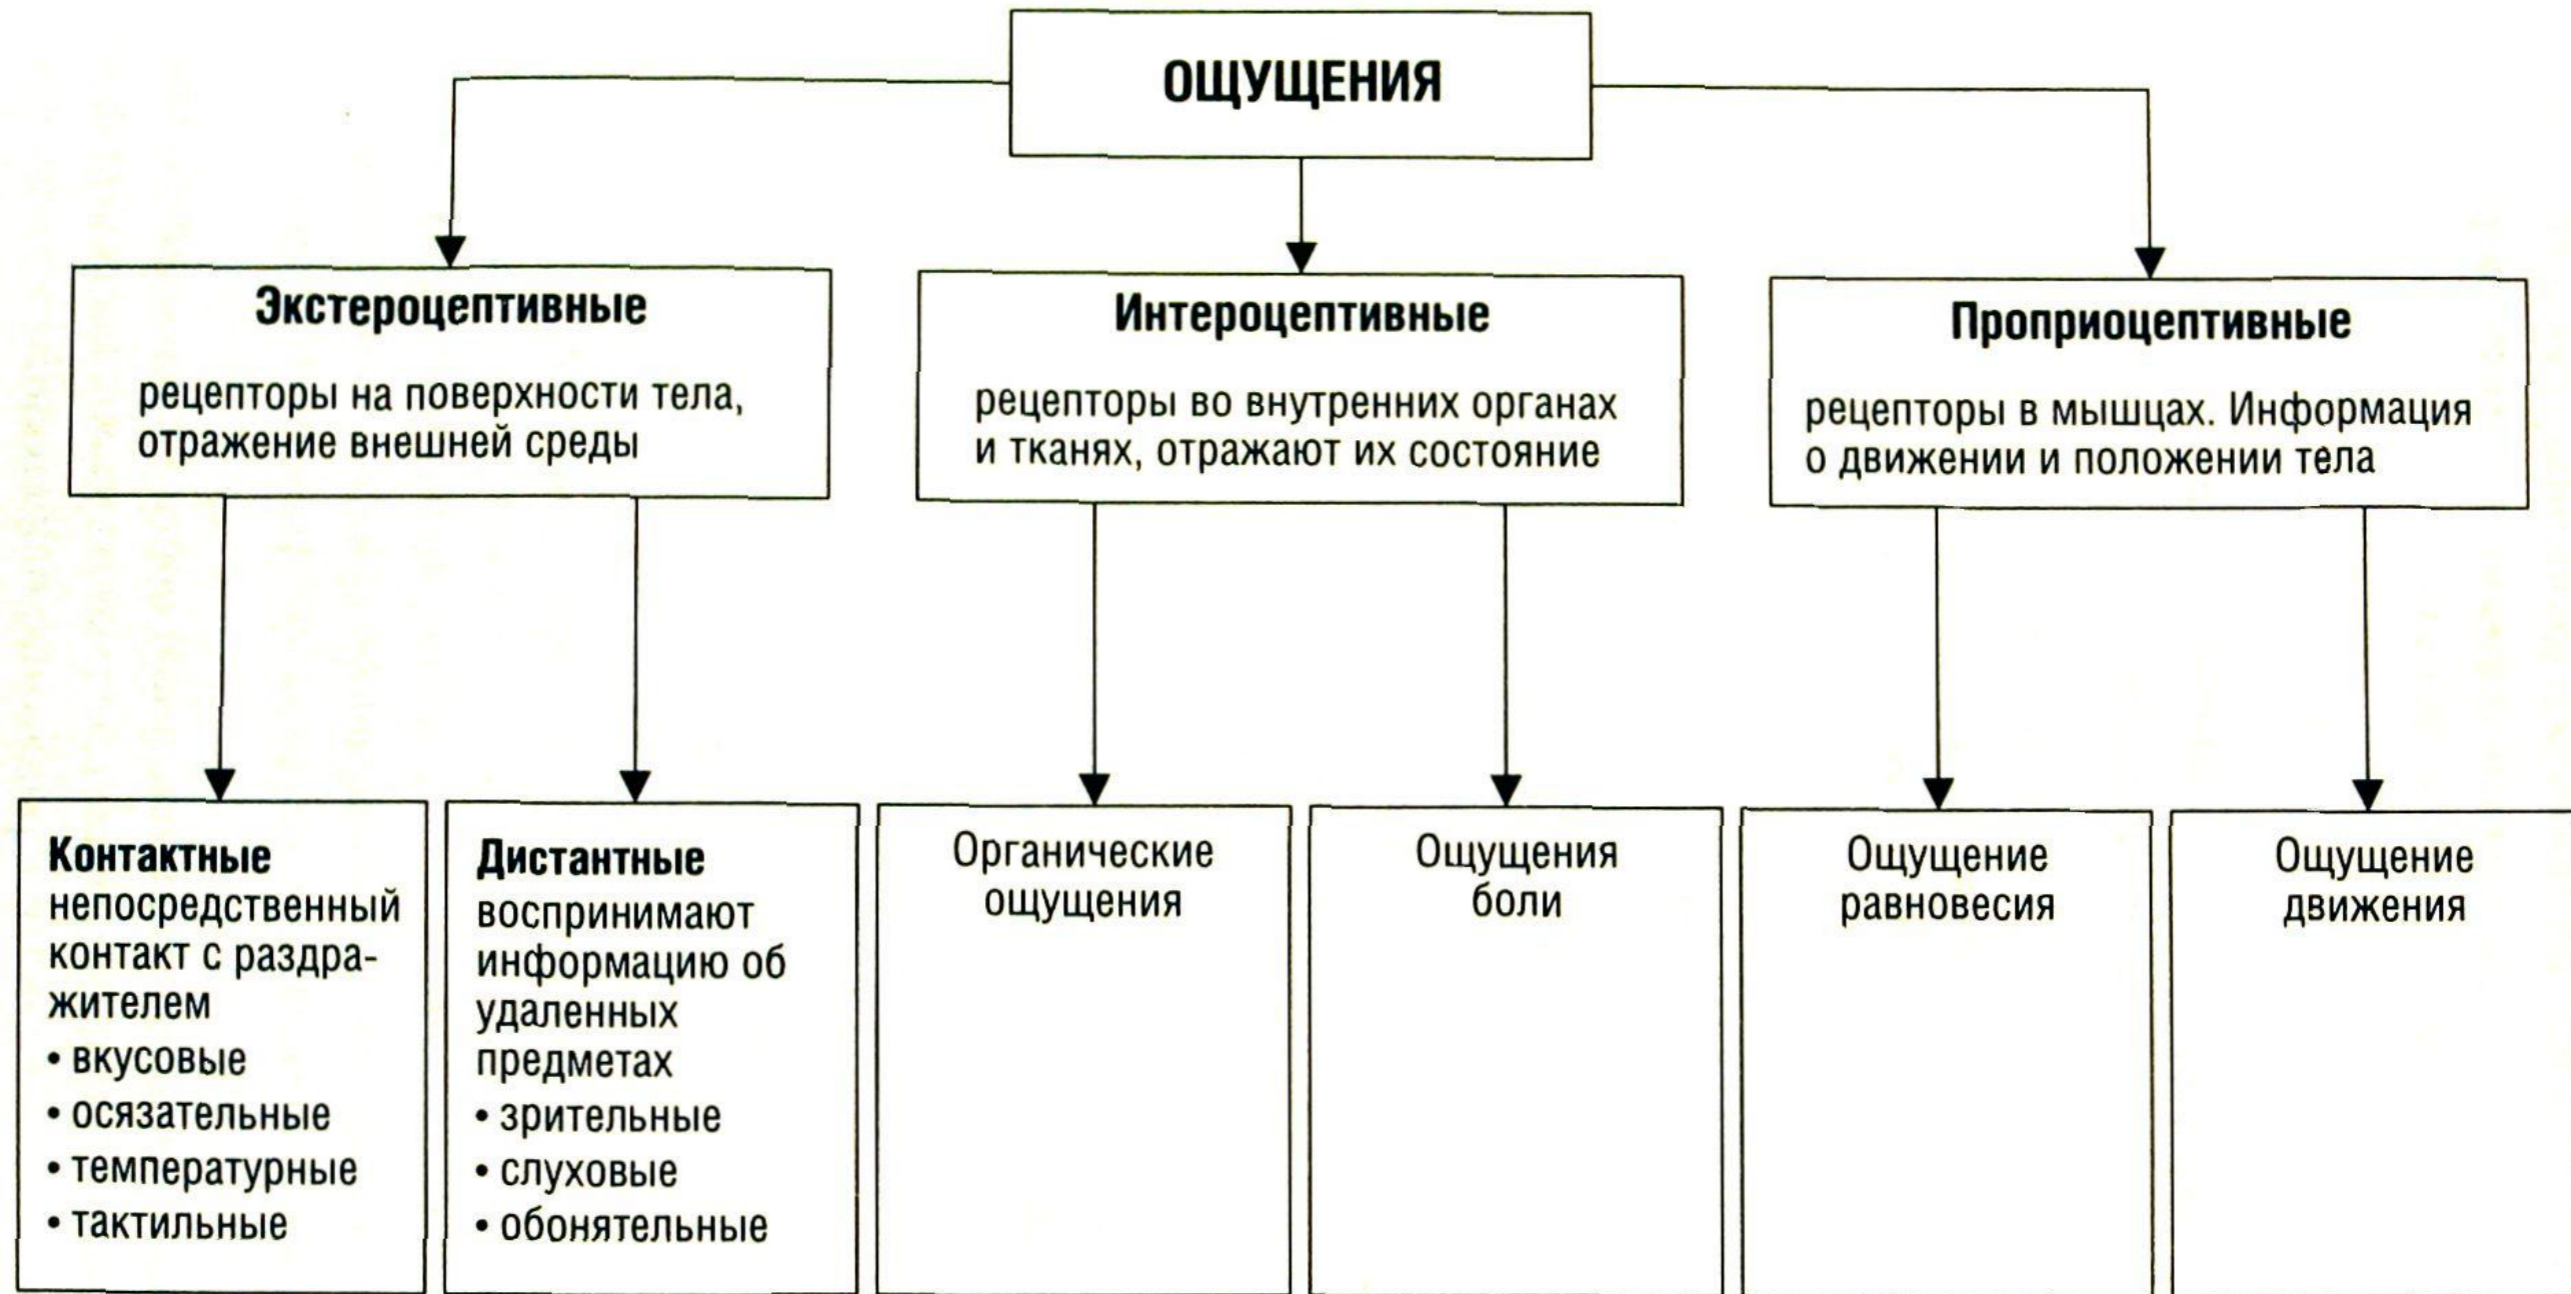 ОЩУЩЕНИЯ
Экстероцептивные
рецепторы на поверхности тела,
отражение внешней среды
Интероцептивные
рецепторы во внутренних органах
и тканях, отражают их состояние
Проприоцептивные
рецепторы в мышцах. Информация
о движении и положении тела
Контактные
непосредственный
контакт с раздра-
жителем
• вкусовые
• осязательные
• температурные
• тактильные
Дистантные
воспринимают
информацию об
удаленных
предметах
• зрительные
• слуховые
• обонятельные
Органические
ощущения
Ощущения
боли
Ощущение
равновесия
Ощущение
движения